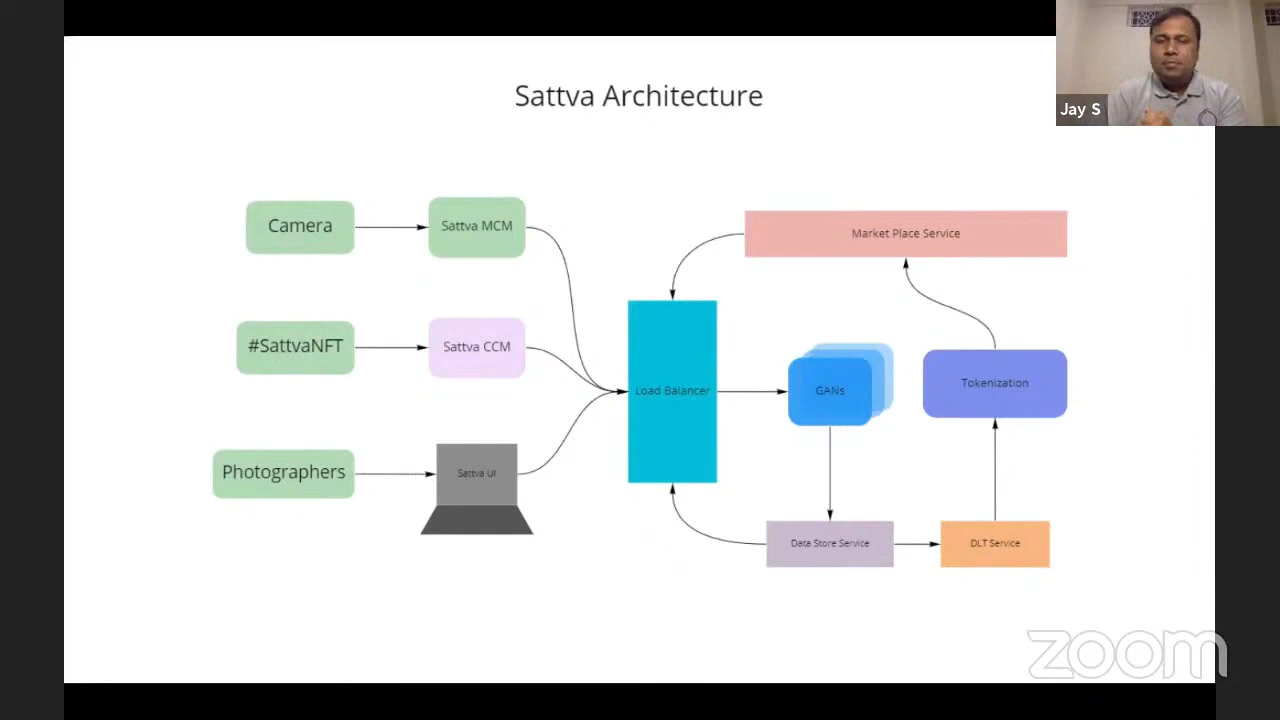 Jay S
Sattva Architecture
Camera
Sattva MCM
Market Place Service
#SattvaNFT
Sattva CCM
Load Balancer
GANs
Tokenization
Photographers
Sattva UI
Data Store Service
DLT Service
zoom